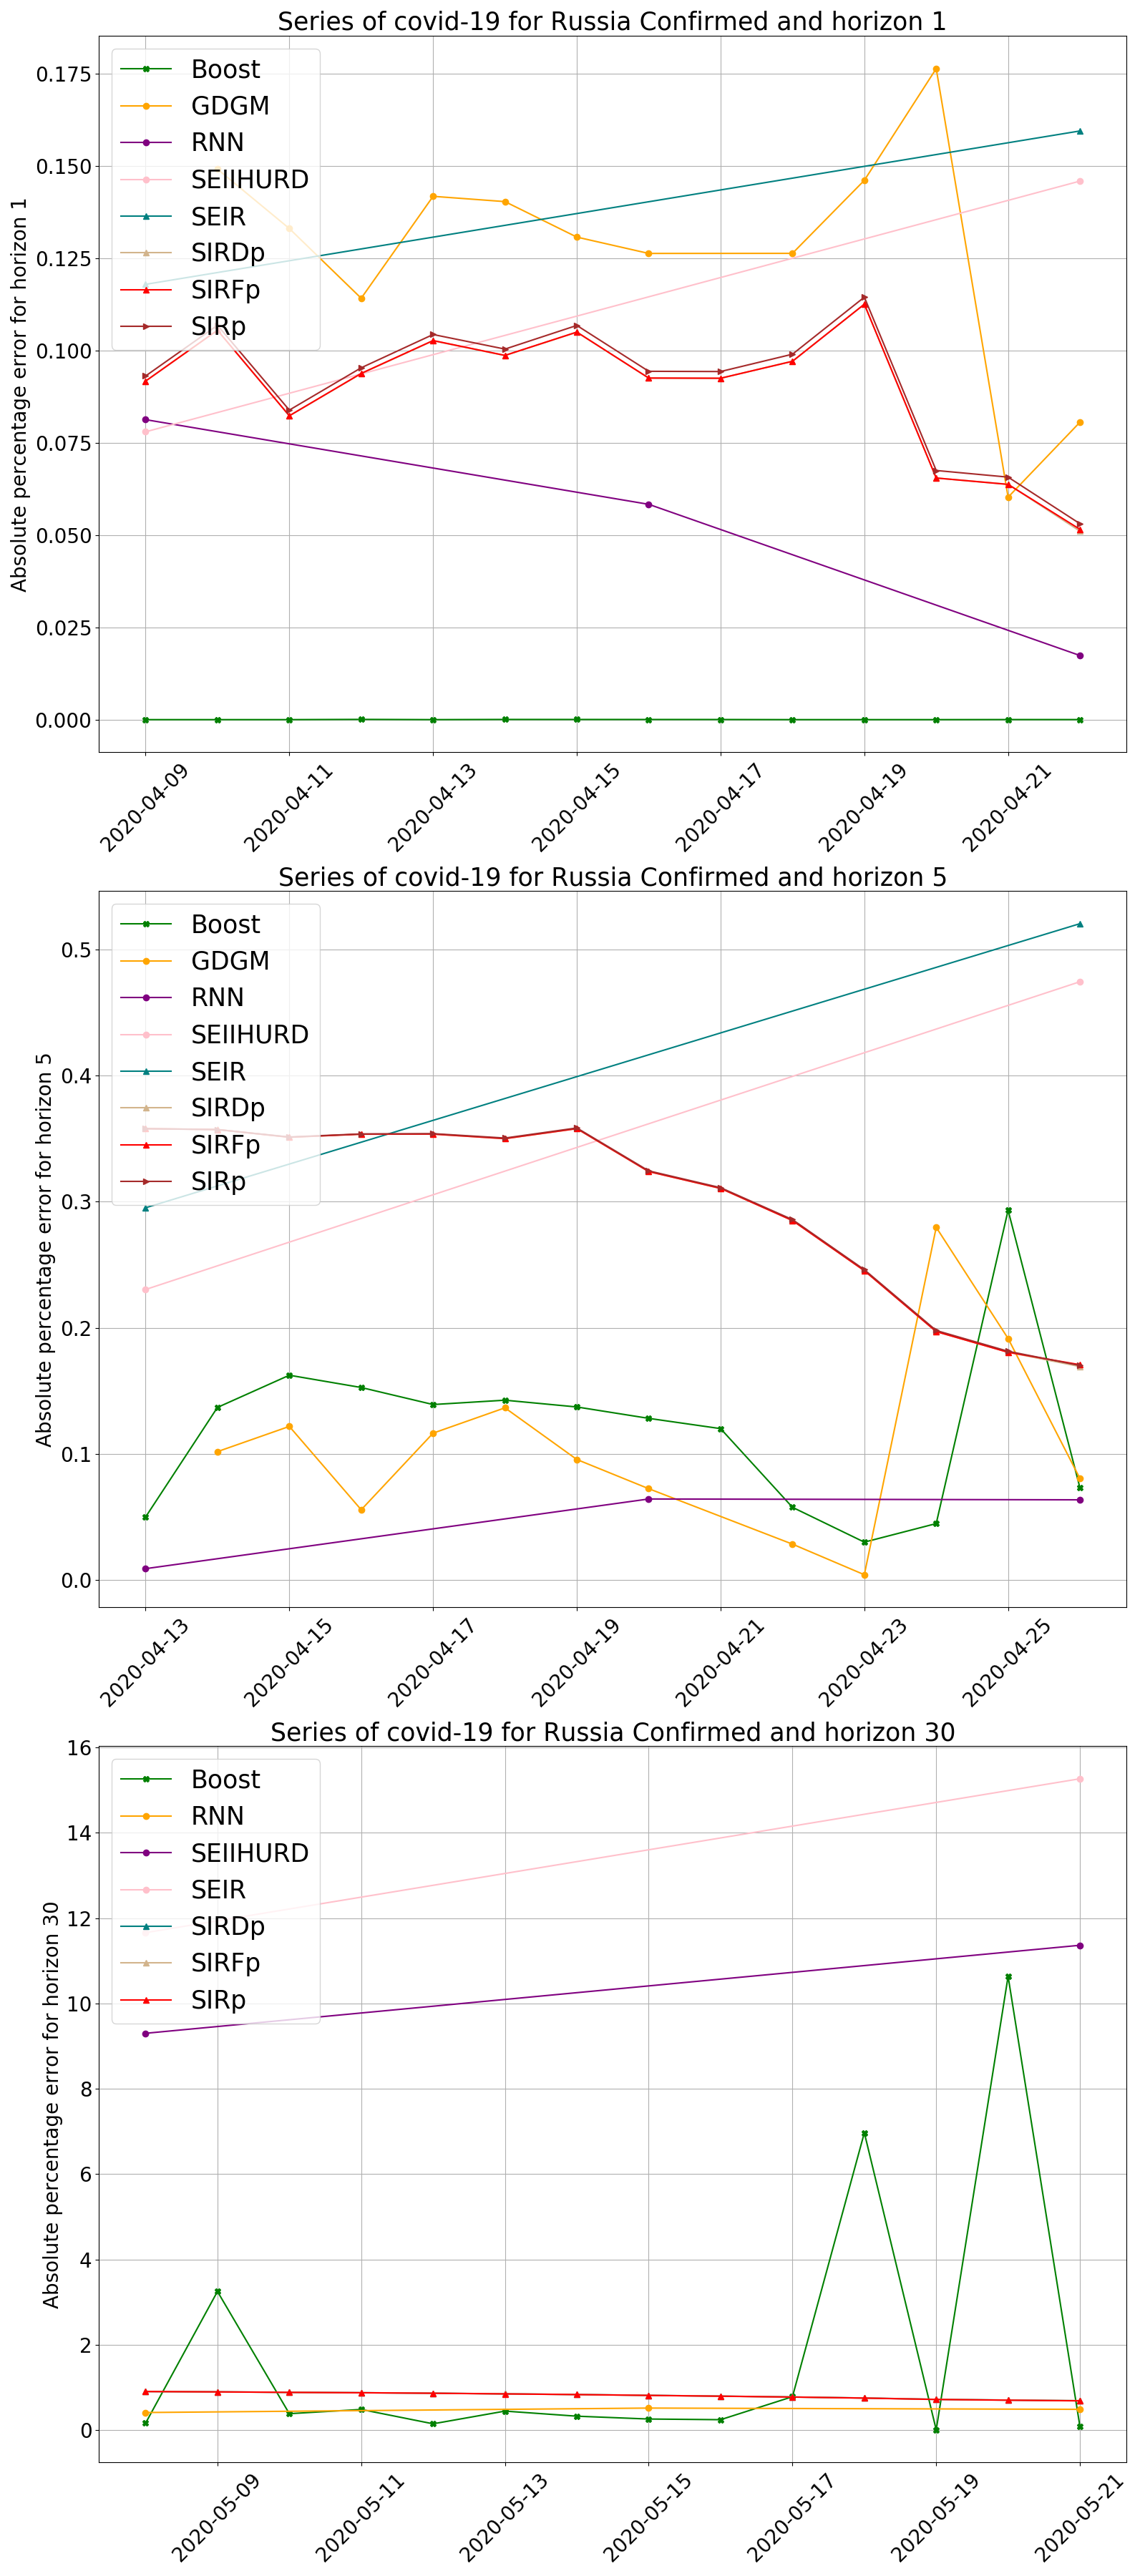 Series of covid-19 for Russia Confirmed and horizon 1
Absolute percentage error for horizon 1
0.175
0.150
0.125
0.100
0.075
0.050
0.025
0.000
Boost
GDGM
RNN
SEIIHURD
SEIR
SIRDp
SIRFp
SIRp
2020-04-09
2020-04-11
2020-04-13
2020-04-15
2020-04-17
2020-04-19
2020-04-21
Series of covid-19 for Russia Confirmed and horizon 5
Absolute percentage error for horizon 5
0.5
0.4
0.3
0.2
0.1
0.0
Boost
GDGM
RNN
SEIIHURD
SEIR
SIRDp
SIRFp
SIRp
2020-04-13
2020-04-15
2020-04-17
2020-04-19
2020-04-21
2020-04-23
2020-04-25
Series of covid-19 for Russia Confirmed and horizon 30
Absolute percentage error for horizon 30
16
14
12
10
8
6
4
2
0
Boost
RNN
SEIIHURD
SEIR
SIRDp
SIRFp
SIRp
2020-05-09
2020-05-11
2020-05-13
2020-05-15
2020-05-17
2020-05-19
2020-05-21